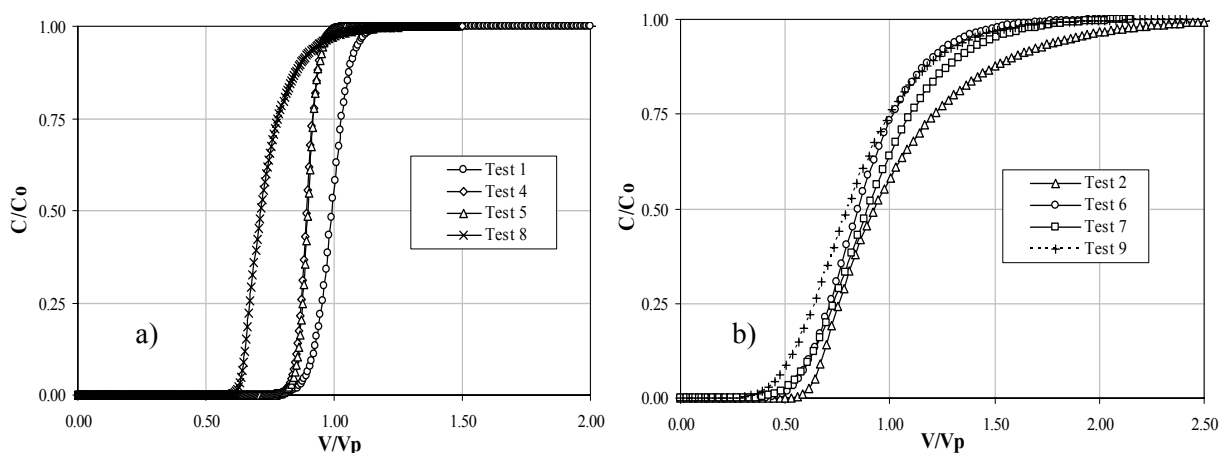 1.00
0.75
0.50
0.25
0.00
C/Co
0.00 0.50 1.00 1.50 2.00
V/Vp
Test 1
Test 4
Test 5
Test 8
a)
1.00
0.75
0.50
0.25
0.00
C/Co
0.00 0.50 1.00 1.50 2.00 2.50
V/Vp
Test 2
Test 6
Test 7
Test 9
b)